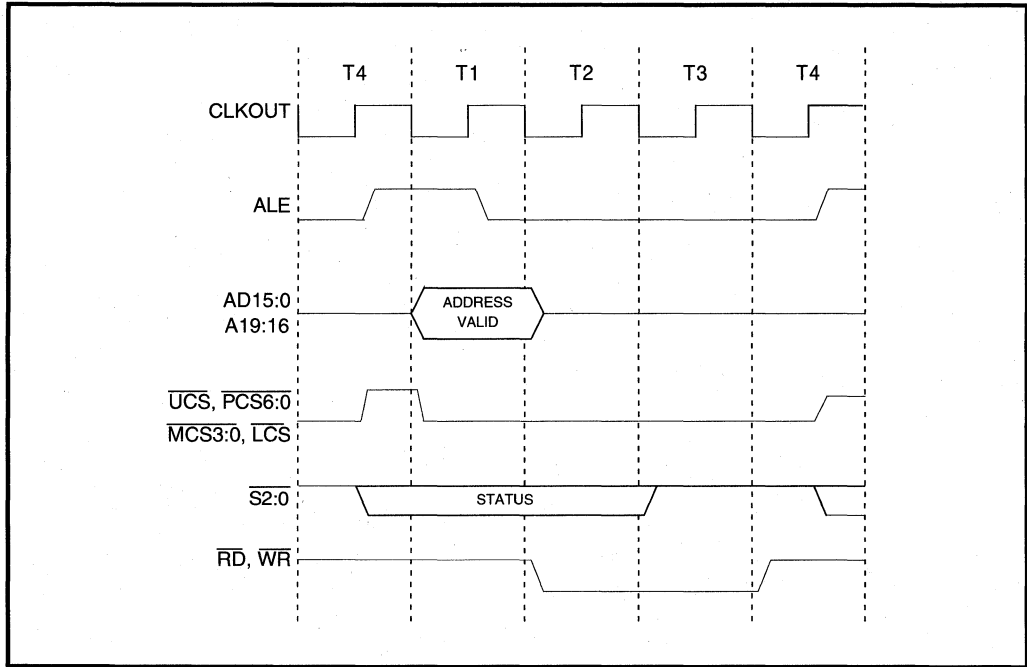 T4 T1 T2 T3 T4
CLKOUT
ALE
AD15:0
A19:16
ADDRESS
VALID
UCS, PCS6:0
MCS3:0, LCS
S2:0
STATUS
RD, WR